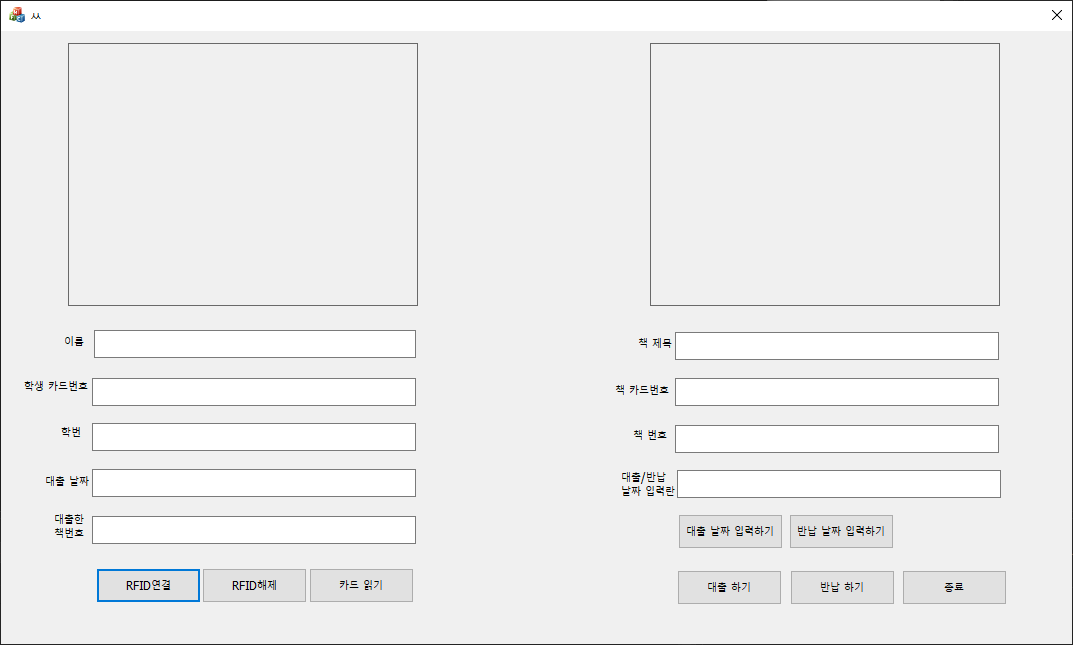 ㅆ
이름
학생 카드번호
학번
대출 날짜
대출한
책번호
RFID연결
RFID해제
카드 읽기
책 제목
책 카드번호
책 번호
대출/반납
날짜 입력란
대출 날짜 입력하기
반납 날짜 입력하기
대출 하기
반납 하기
종료